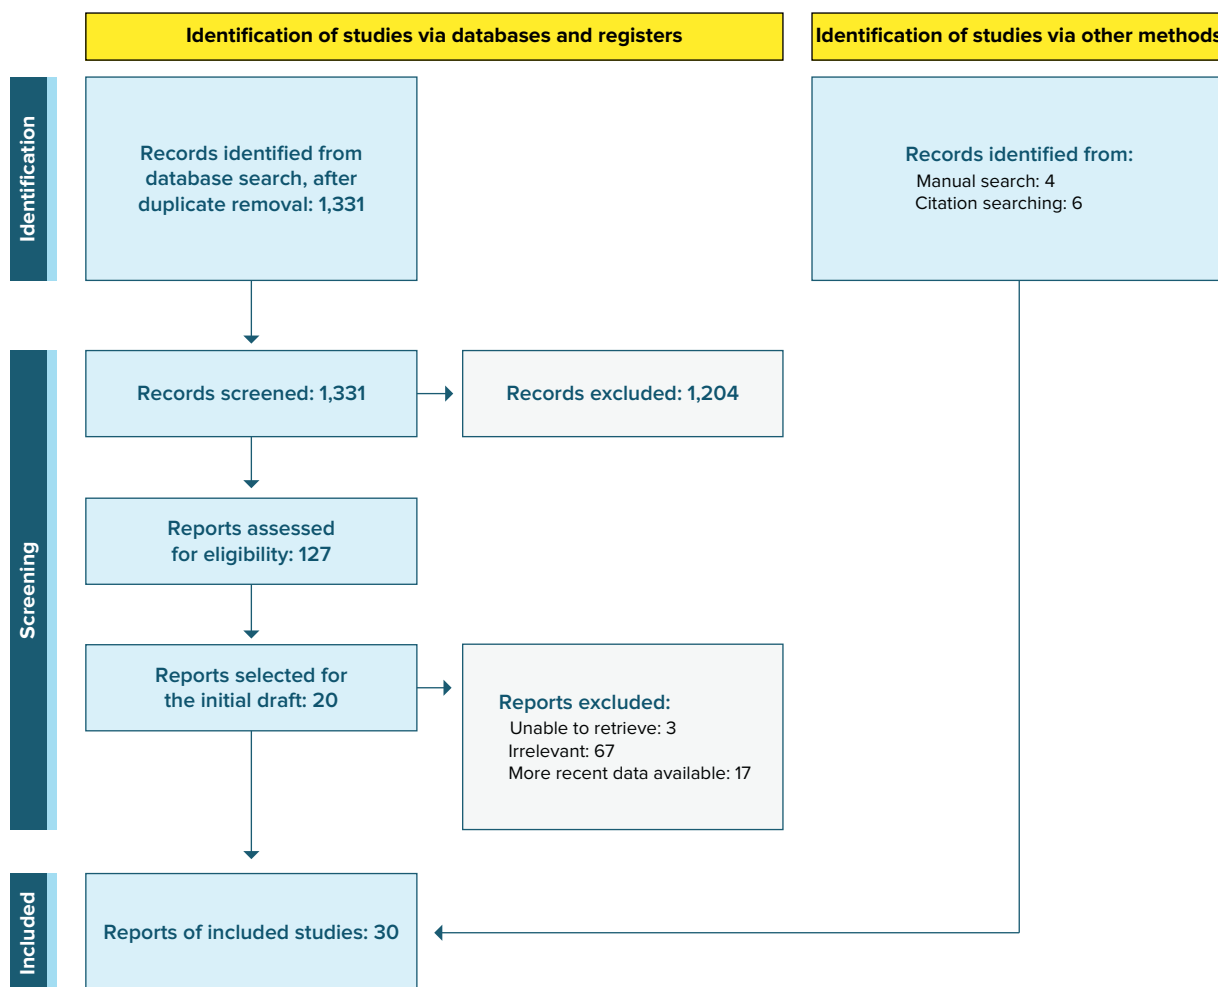 Identification of studies via databases and registers
Identification of studies via other methods
Identification
Records identified from
database search, after
duplicate removal: 1,331
Records identified from:
Manual search: 4
Citation searching: 6
Screening
Records screened: 1,331
Records excluded: 1,204
Reports assessed
for eligibility: 127
Reports selected for
the initial draft: 20
Reports excluded:
Unable to retrieve: 3
Irrelevant: 67
More recent data available: 17
Included
Reports of included studies: 30